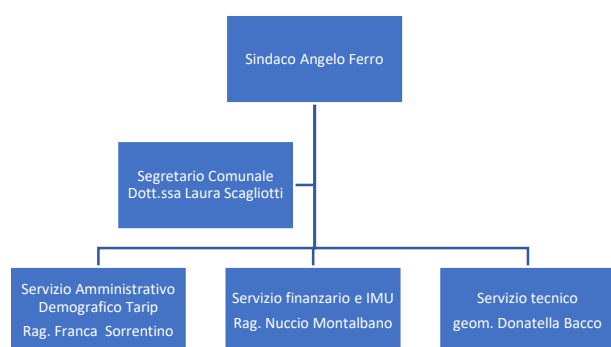 Sindaco Angelo Ferro
Segretario Comunale
Dott.ssa Laura Scagliotti
Servizio Amministrativo
Demografico Tarip
Rag. Franca Sorrentino
Servizio finanzario e IMU
Rag. Nuccio Montalbano
Servizio tecnico
geom. Donatella Bacco